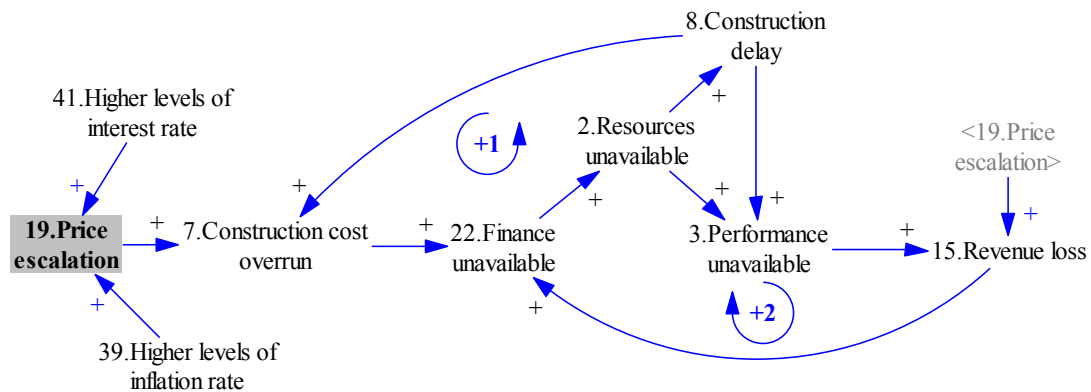 8.Construction
delay
41.Higher levels of
interest rate
+
+1
2.Resources
unavailable
<19.Price
escalation>
+
+
+
+
+
+
19.Price
escalation
+
7.Construction cost
overrun
+
22.Finance
unavailable
3.Performance
unavailable
+
15.Revenue loss
+
+
+2
39.Higher levels of
inflation rate